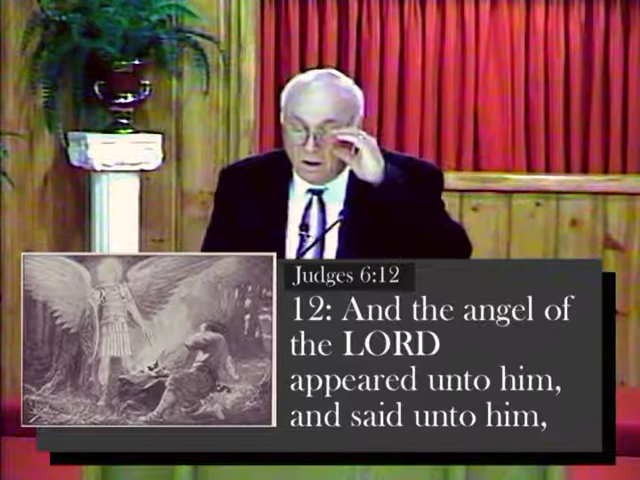 Judges 6:12
12: And the angel of
the LORD
appeared unto him,
and said unto him,